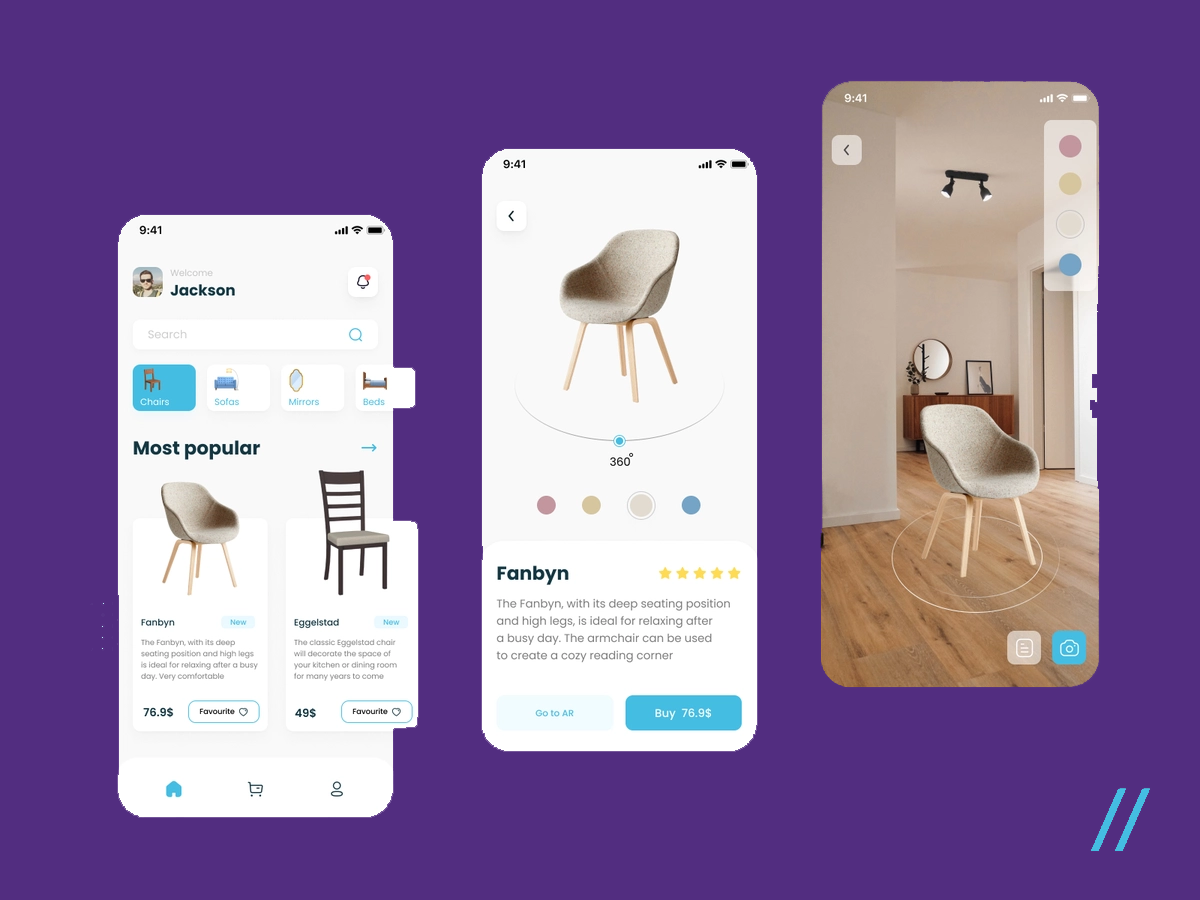 9:41
Welcome
Jackson
Search
Chairs
Sofas
Mirrors
Beds
Most popular
Fanbyn
New
The Fanbyn, with its deep
seating position and high legs
is ideal for relaxing after a busy
day. Very comfortable
76.9$
Favourite
Eggelstad
New
The classic Eggelstad chair
will decorate the space of
your kitchen or dining room
for many years to come
49$
Favourite
9:41
360°
Fanbyn
The Fanbyn, with its deep seating position
and high legs, is ideal for relaxing after
a busy day. The armchair can be used
to create a cozy reading corner
Go to AR
Buy 76.9$
9:41